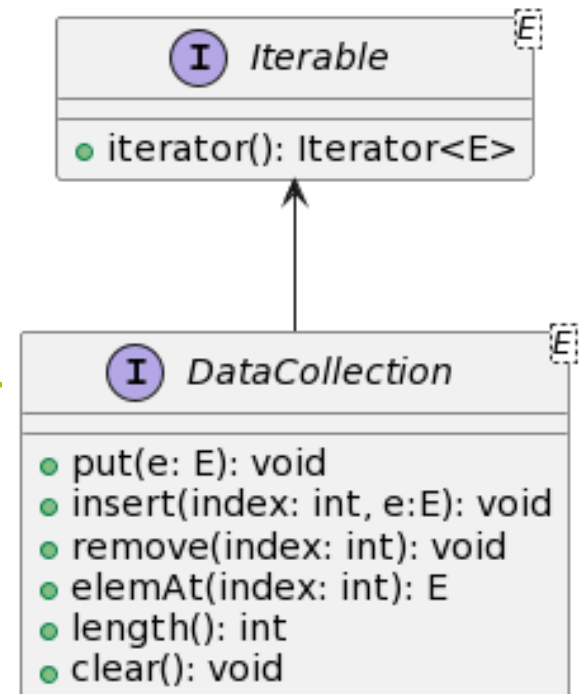 E
I Iterable
iterator(): Iterator<E>
E
I DataCollection
put(e: E): void
insert(index: int, e:E): void
remove(index: int): void
elemAt(index: int): E
length(): int
clear(): void